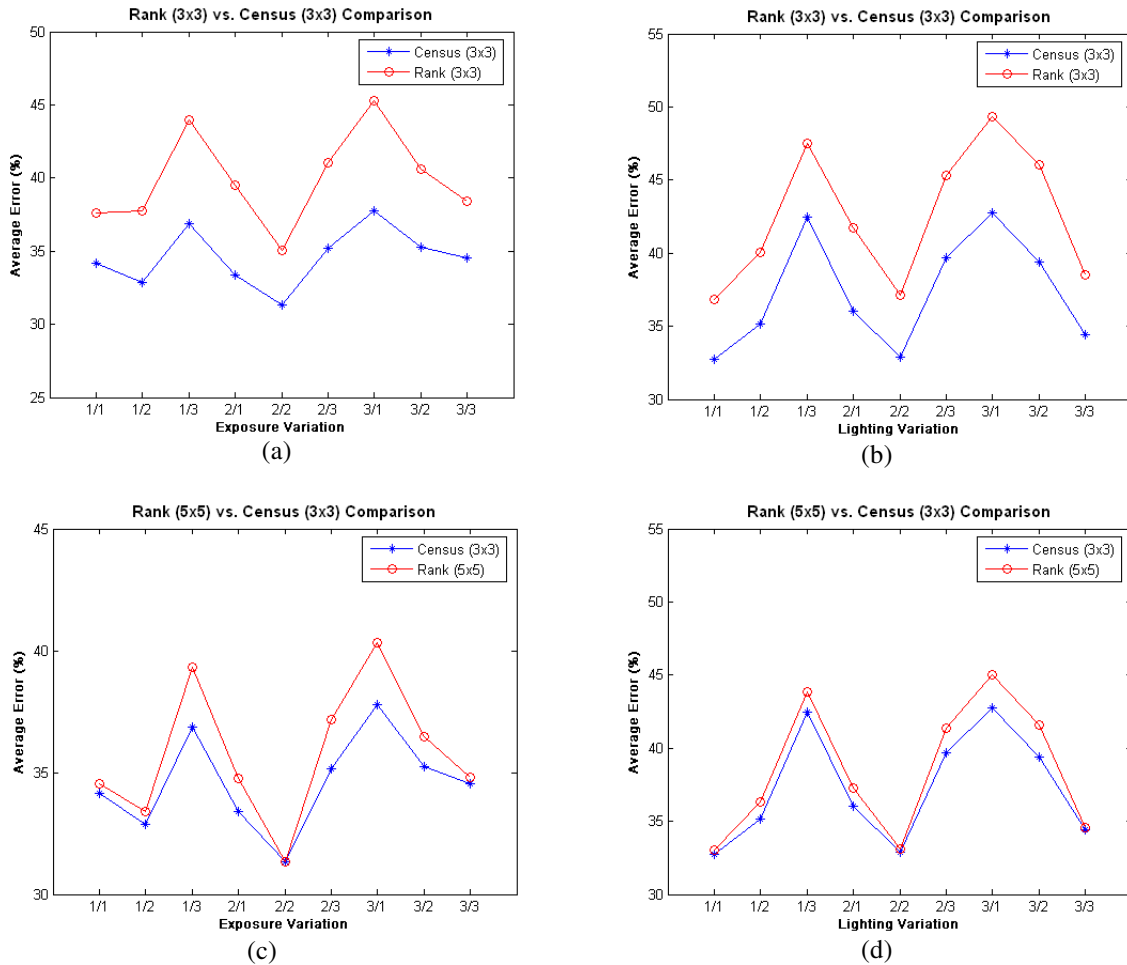 Rank (3x3) vs. Census (3x3) Comparison
50
45
40
35
30
25
Average Error (%)
Census (3x3)
Rank (3x3)
1/1 1/2 1/3 2/1 2/2 2/3 3/1 3/2 3/3
Exposure Variation
(a)
Rank (3x3) vs. Census (3x3) Comparison
55
50
45
40
35
30
Average Error (%)
Census (3x3)
Rank (3x3)
1/1 1/2 1/3 2/1 2/2 2/3 3/1 3/2 3/3
Lighting Variation
(b)
Rank (5x5) vs. Census (3x3) Comparison
45
40
35
30
Average Error (%)
Census (3x3)
Rank (5x5)
1/1 1/2 1/3 2/1 2/2 2/3 3/1 3/2 3/3
Exposure Variation
(c)
Rank (5x5) vs. Census (3x3) Comparison
55
50
45
40
35
30
Average Error (%)
Census (3x3)
Rank (5x5)
1/1 1/2 1/3 2/1 2/2 2/3 3/1 3/2 3/3
Lighting Variation
(d)